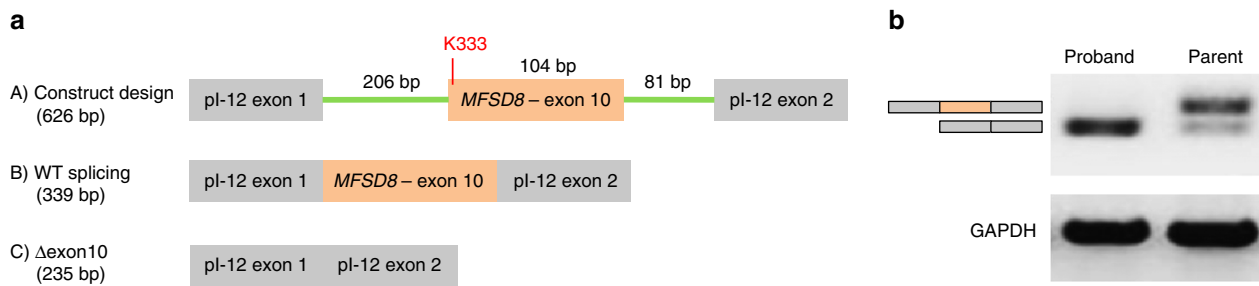 a
K333
206 bp
104 bp
81 bp
A) Construct design
(626 bp)
pI-12 exon 1
MFSD8 – exon 10
pI-12 exon 2
B) WT splicing
(339 bp)
pI-12 exon 1
MFSD8 – exon 10
pI-12 exon 2
C) Δexon10
(235 bp)
pI-12 exon 1
pI-12 exon 2
b
Proband
Parent
GAPDH